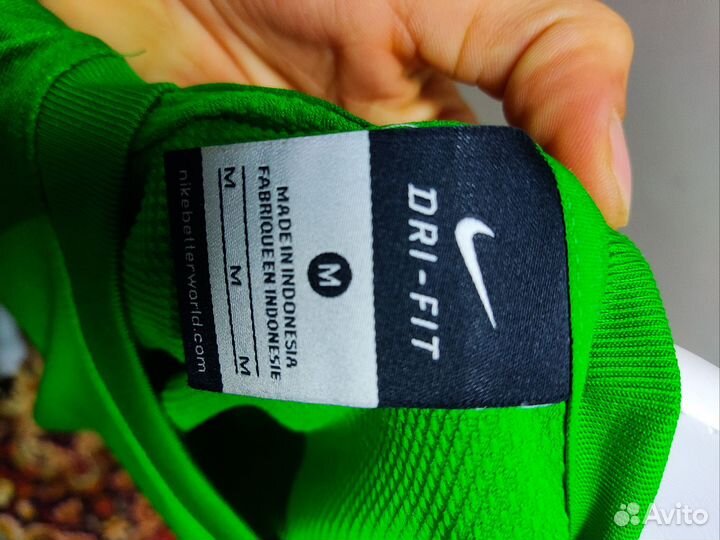 DRI-FIT
M
MADE IN INDONESIA
FABRIQUE EN INDONESIE
M M M
nikebetterworld.com
Avito